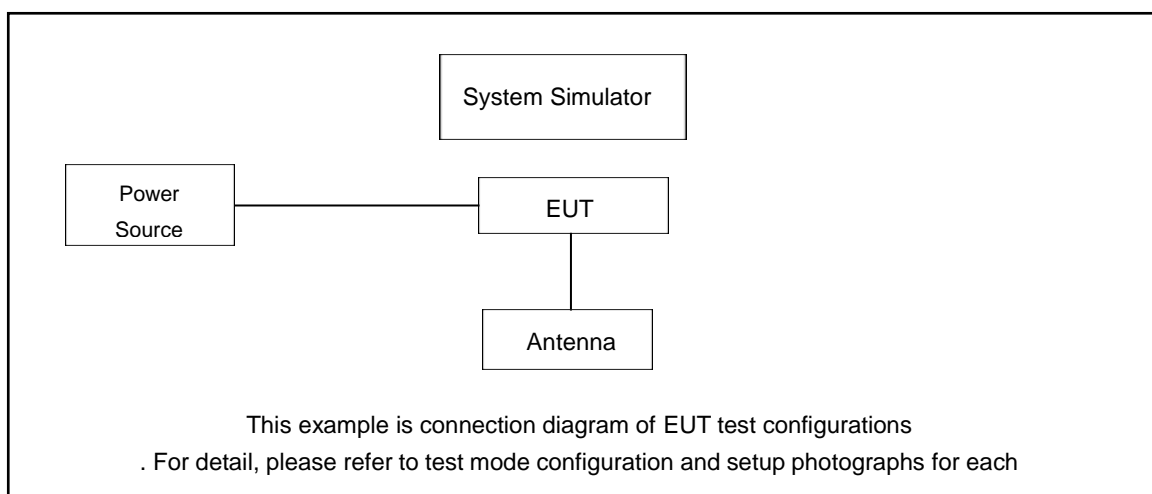 System Simulator
Power
Source
EUT
Antenna
This example is connection diagram of EUT test configurations
. For detail, please refer to test mode configuration and setup photographs for each